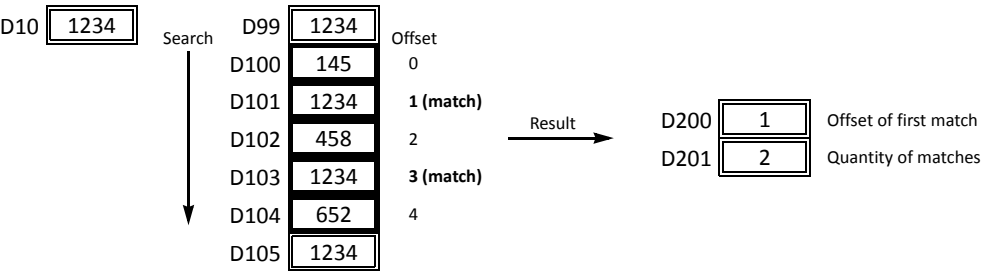 D10 1234 Search D99 1234 Offset
D100 145 0
D101 1234 1 (match)
D102 458 2
D103 1234 3 (match)
D104 652 4
D105 1234
Result
D200 1 Offset of first match
D201 2 Quantity of matches